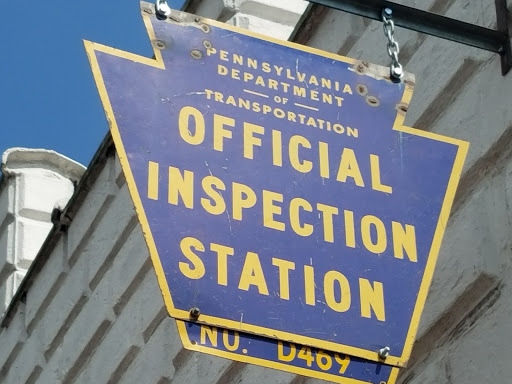 PENNSYLVANIA
DEPARTMENT
OF
TRANSPORTATION
OFFICIAL
INSPECTION
STATION
NO. D469